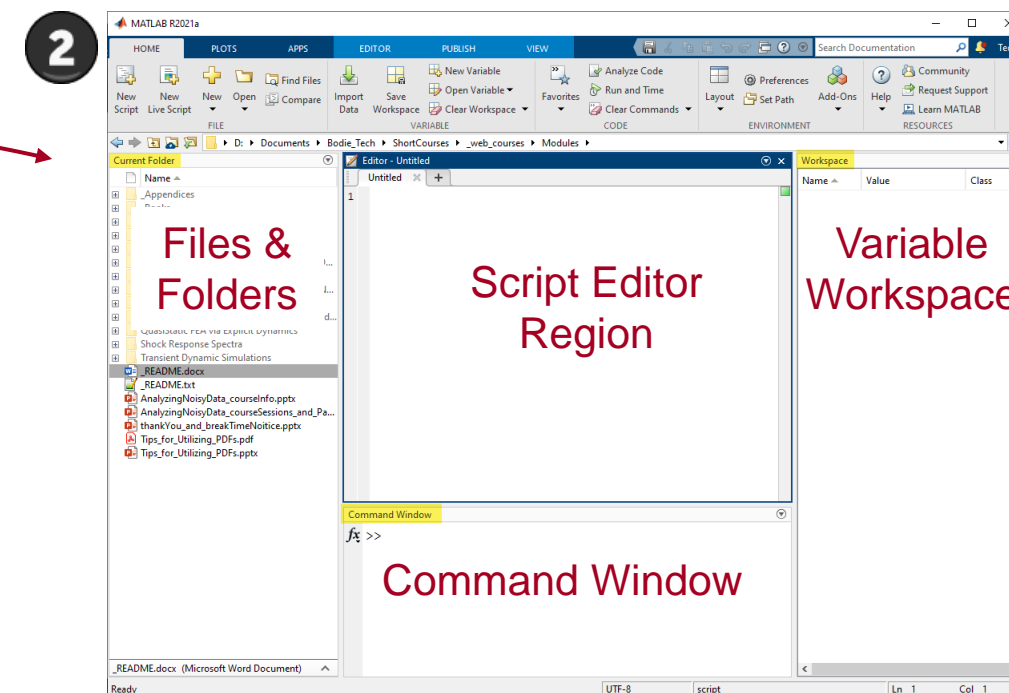 2
MATLAB R2021a
HOME PLOTS APPS EDITOR PUBLISH VIEW
Search Documentation
New Script
New Live Script
New
Open
Find Files
Compare
FILE
Import Data
Save Workspace
New Variable
Open Variable
Clear Workspace
VARIABLE
Favorites
Analyze Code
Run and Time
Clear Commands
CODE
Layout
Preferences
Set Path
ENVIRONMENT
Add-Ons
Help
Community
Request Support
Learn MATLAB
RESOURCES
D: Documents Bodie_Tech ShortCourses _web_courses Modules
Current Folder
Name
_Appendices
Files &
Folders
Quasistatic FEA via Explicit Dynamics
Shock Response Spectra
Transient Dynamic Simulations
_README.docx
_README.txt
AnalyzingNoisyData_courseInfo.pptx
AnalyzingNoisyData_courseSessions_and_Pa...
thankYou_and_breakTimeNoitice.pptx
Tips_for_Utilizing_PDFs.pdf
Tips_for_Utilizing_PDFs.pptx
_README.docx (Microsoft Word Document)
Editor - Untitled
Untitled
1
Script Editor
Region
Command Window
fx >>
Command Window
Workspace
Name Value Class
Variable
Workspace
Ready UTF-8 script Ln 1 Col 1